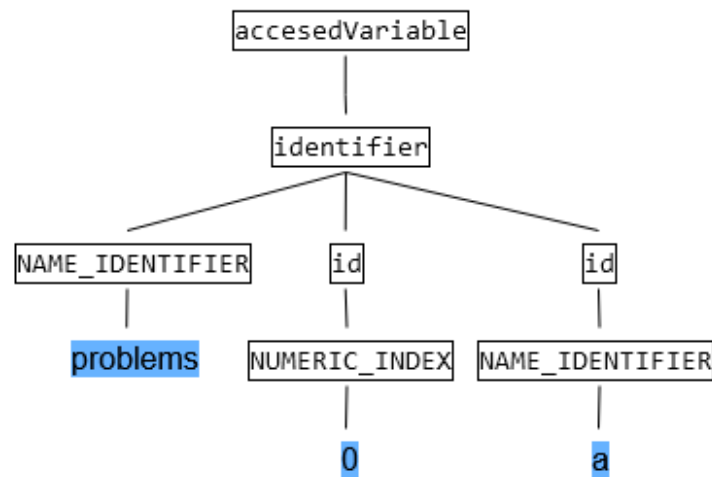 accesedVariable
identifier
NAME_IDENTIFIER id id
problems NUMERIC_INDEX NAME_IDENTIFIER
0 a